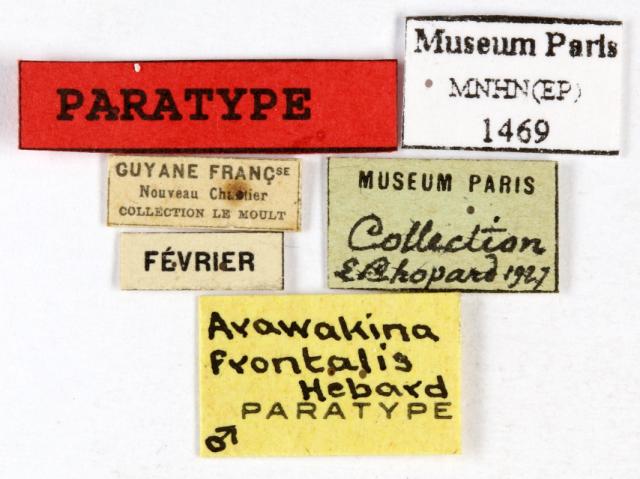 PARATYPE
Museum Paris
MNHN(EP)
1469
GUYANE FRANÇSE
Nouveau Chantier
COLLECTION LE MOULT
FÉVRIER
MUSEUM PARIS
Collection
L Chopard 1927
Arawakina
frontalis
Hebard
PARATYPE
♂